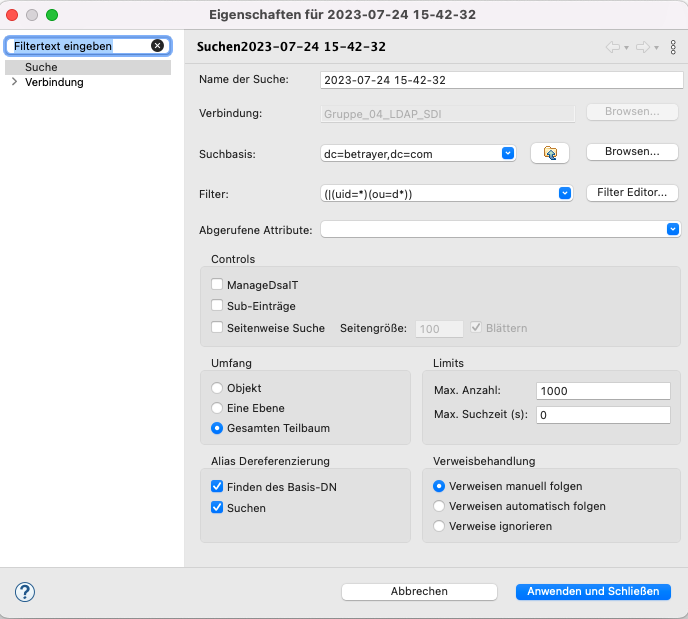 Eigenschaften für 2023-07-24 15-42-32
Filtertext eingeben
Suche
Verbindung
Suchen2023-07-24 15-42-32
Name der Suche: 2023-07-24 15-42-32
Verbindung: Gruppe_04_LDAP_SDI Browsen...
Suchbasis: dc=betrayer,dc=com Browsen...
Filter: (|(uid=*)(ou=d*)) Filter Editor...
Abgerufene Attribute:
Controls
ManageDsaIT
Sub-Einträge
Seitenweise Suche Seitengröße: 100 Blättern
Umfang
Objekt
Eine Ebene
Gesamten Teilbaum
Limits
Max. Anzahl: 1000
Max. Suchzeit (s): 0
Alias Dereferenzierung
Finden des Basis-DN
Suchen
Verweisbehandlung
Verweisen manuell folgen
Verweisen automatisch folgen
Verweise ignorieren
?
Abbrechen
Anwenden und Schließen